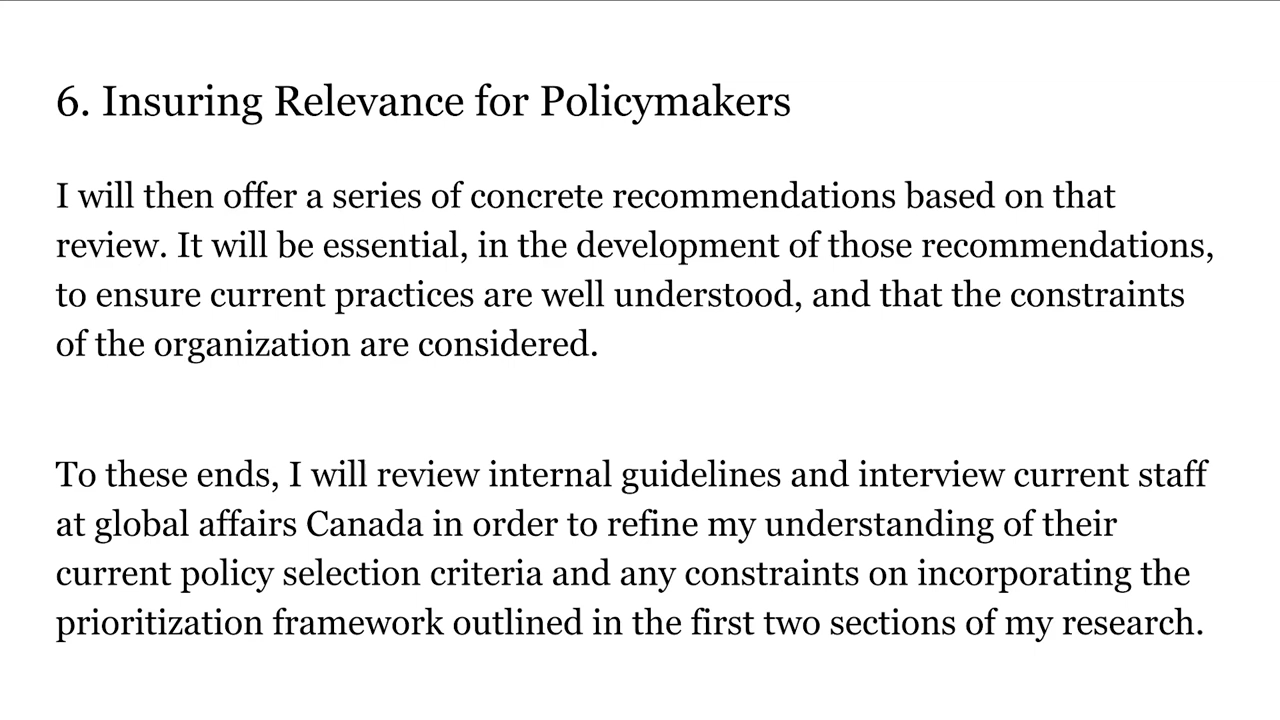 6. Insuring Relevance for Policymakers
I will then offer a series of concrete recommendations based on that
review. It will be essential, in the development of those recommendations,
to ensure current practices are well understood, and that the constraints
of the organization are considered.
To these ends, I will review internal guidelines and interview current staff
at global affairs Canada in order to refine my understanding of their
current policy selection criteria and any constraints on incorporating the
prioritization framework outlined in the first two sections of my research.